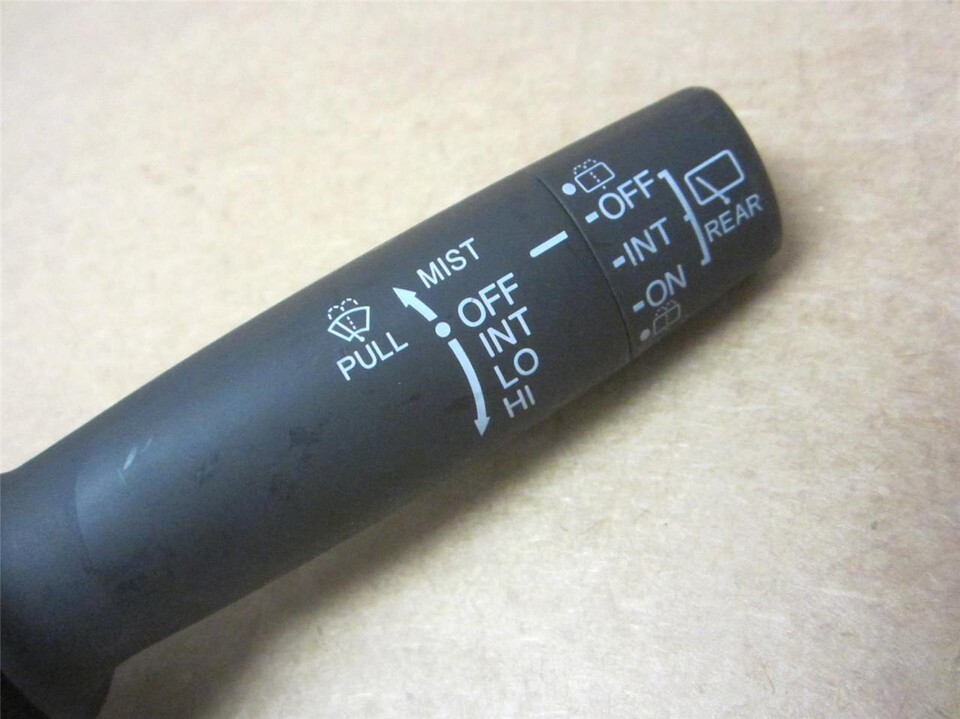 MIST
OFF
INT
LO
HI
PULL
OFF
INT
ON
REAR